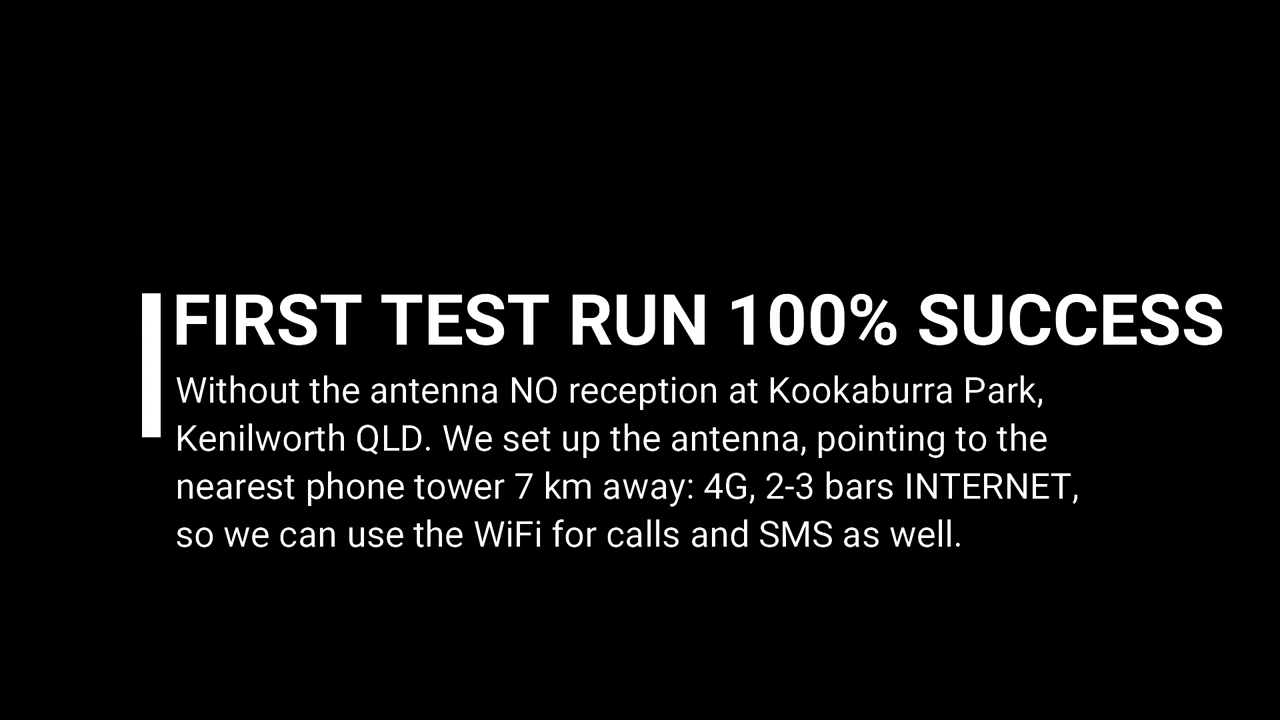 FIRST TEST RUN 100% SUCCESS
Without the antenna NO reception at Kookaburra Park,
Kenilworth QLD. We set up the antenna, pointing to the
nearest phone tower 7 km away: 4G, 2-3 bars INTERNET,
so we can use the WiFi for calls and SMS as well.